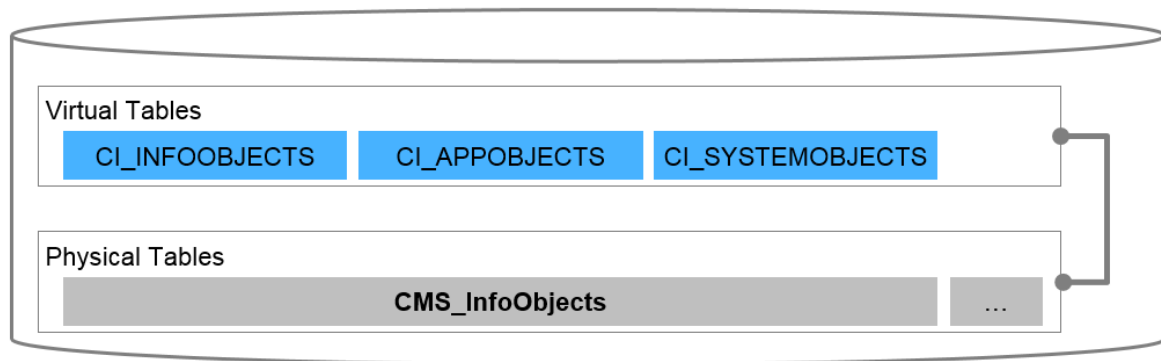 Virtual Tables
CI_INFOOBJECTS CI_APPOBJECTS CI_SYSTEMOBJECTS
Physical Tables
CMS_InfoObjects ...